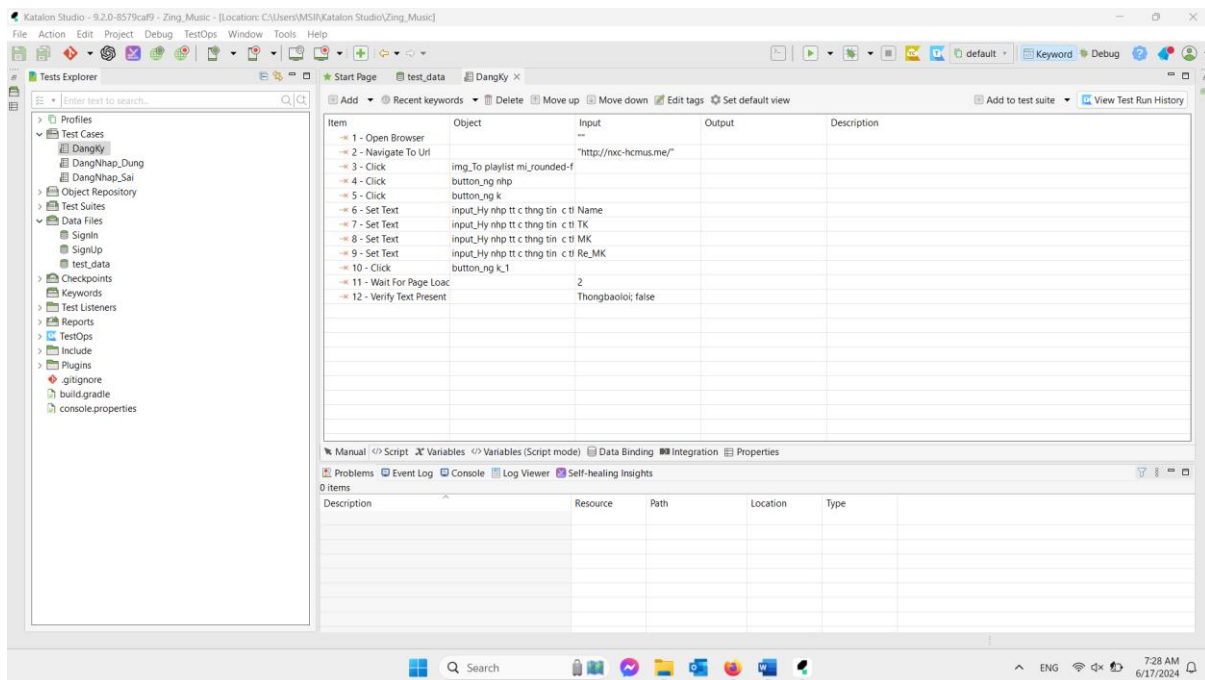 Katalon Studio - 9.2.0-8579caf9 - Zing_Music - [Location: C:\Users\MSII\Katalon Studio\Zing_Music]
File Action Edit Project Debug TestOps Window Tools Help
default Keyword Debug
Tests Explorer
Start Page test_data DangKy
Enter text to search...
Add Recent keywords Delete Move up Move down Edit tags Set default view Add to test suite View Test Run History
Profiles
Test Cases
DangKy
DangNhap_Dung
DangNhap_Sai
Object Repository
Test Suites
Data Files
SignIn
SignUp
test_data
Checkpoints
Keywords
Test Listeners
Reports
TestOps
Include
Plugins
.gitignore
build.gradle
console.properties
Item Object Input Output Description
1 - Open Browser ""
2 - Navigate To Url "http://nxc-hcmus.me/"
3 - Click img_To playlist mi_rounded-f
4 - Click button_ng nhp
5 - Click button_ng k
6 - Set Text input_Hy nhp tt c thng tin c tl Name
7 - Set Text input_Hy nhp tt c thng tin c tl TK
8 - Set Text input_Hy nhp tt c thng tin c tl MK
9 - Set Text input_Hy nhp tt c thng tin c tl Re_MK
10 - Click button_ng k_1
11 - Wait For Page Loac 2
12 - Verify Text Present Thongbaoloi; false
Manual Script Variables Variables (Script mode) Data Binding Integration Properties
Problems Event Log Console Log Viewer Self-healing Insights
0 items
Description Resource Path Location Type
Search
ENG
7:28 AM
6/17/2024